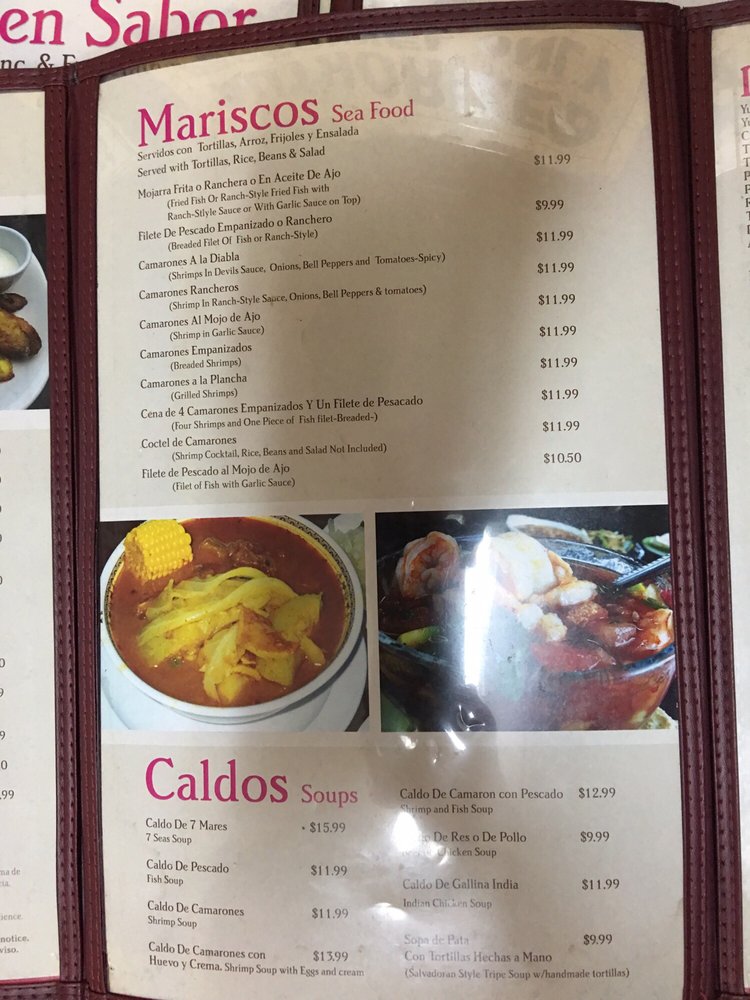 en Sabor
Mariscos Sea Food
Servidos con Tortillas, Arroz, Frijoles y Ensalada
Served with Tortillas, Rice, Beans & Salad
$11.99
Mojarra Frita o Ranchera o En Aceite De Ajo
(Fried Fish Or Ranch-Style Fried Fish with
Ranch-Stlyle Sauce or With Garlic Sauce on Top)
$9.99
Filete De Pescado Empanizado o Ranchero
(Breaded Filet Of Fish or Ranch-Style)
$11.99
Camarones A la Diabla
(Shrimps In Devils Sauce, Onions, Bell Peppers and Tomatoes-Spicy)
$11.99
Camarones Rancheros
(Shrimp In Ranch-Style Sauce, Onions, Bell Peppers & tomatoes)
$11.99
Camarones Al Mojo de Ajo
(Shrimp in Garlic Sauce)
$11.99
Camarones Empanizados
(Breaded Shrimps)
$11.99
Camarones a la Plancha
(Grilled Shrimps)
$11.99
Cena de 4 Camarones Empanizados Y Un Filete de Pesacado
(Four Shrimps and One Piece of Fish filet-Breaded-)
$11.99
Coctel de Camarones
(Shrimp Cocktail, Rice, Beans and Salad Not Included)
$10.50
Filete de Pescado al Mojo de Ajo
(Filet of Fish with Garlic Sauce)
Caldos Soups
Caldo De 7 Mares $15.99
7 Seas Soup
Caldo De Pescado $11.99
Fish Soup
Caldo De Camarones $11.99
Shrimp Soup
Caldo De Camarones con $13.99
Huevo y Crema. Shrimp Soup with Eggs and cream
Caldo De Camaron con Pescado $12.99
Shrimp and Fish Soup
De Res o De Pollo $9.99
Chicken Soup
Caldo De Gallina India $11.99
Indian Chicken Soup
Sopa de Pata $9.99
Con Tortillas Hechas a Mano
(Salvadoran Style Tripe Soup w/handmade tortillas)
.99
notice.